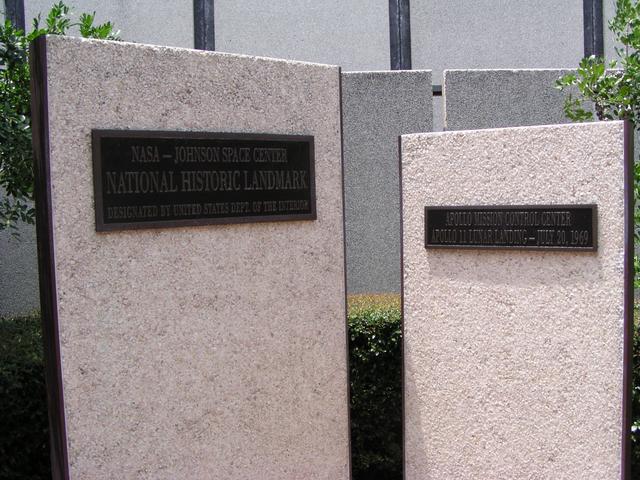 NASA – JOHNSON SPACE CENTER
NATIONAL HISTORIC LANDMARK
DESIGNATED BY UNITED STATES DEPT. OF THE INTERIOR
APOLLO MISSION CONTROL CENTER
APOLLO 11 LUNAR LANDING – JULY 20, 1969